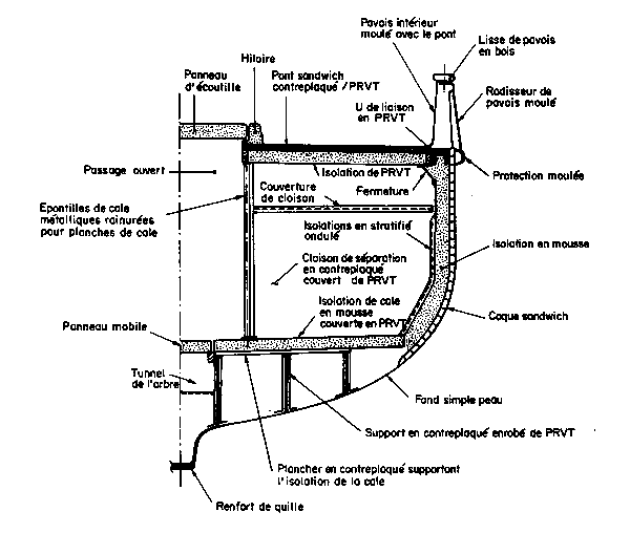 Pavois intérieur
moulé avec le pont
Lisse de pavois
en bois
Hiloire
Panneau
d'écoutille
Pont sandwich
contreplaqué/PRVT
U de liaison
en PRVT
Raidisseur de
pavois moulé
Passage ouvert
Isolation de PRVT
Fermeture
Protection moulée
Couverture
de cloison
Epontilles de cale
métalliques rainurées
pour planches de cale
Isolations en stratifié
ondulé
Isolation en mousse
Cloison de séparation
en contreplaqué
couvert de PRVT
Isolation de cale
en mousse
couverte en PRVT
Coque sandwich
Panneau mobile
Tunnel
de l'arbre
Fond simple peau
Support en contreplaqué enrobé de PRVT
Plancher en contreplaqué supportant
l'isolation de la cale
Renfort de quille